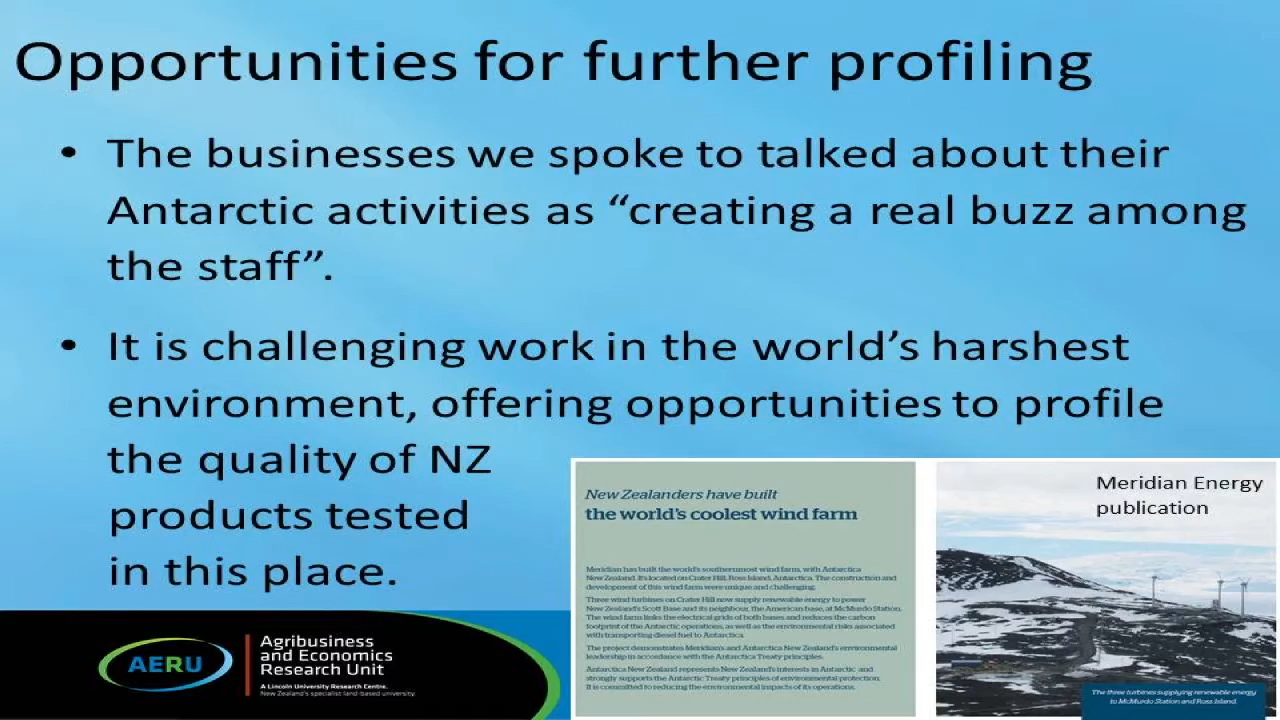 Opportunities for further profiling
• The businesses we spoke to talked about their
Antarctic activities as “creating a real buzz among
the staff”.
• It is challenging work in the world’s harshest
environment, offering opportunities to profile
the quality of NZ
products tested
in this place.
New Zealanders have built
the world's coolest wind farm
Meridian has built the world's southernmost wind farm, with Antarctica
New Zealand. It's located on Crater Hill, Ross Island, Antarctica. The construction and
development of this wind farm were unique and challenging.
Three wind turbines on Crater Hill now supply renewable energy to power
New Zealand's Scott Base and its neighbour, the American base, at McMurdo Station.
The wind farm links the electrical grids of both bases and reduces the carbon
footprint of the Antarctic operations, as well as the environmental risks associated
with transporting diesel fuel to Antarctica.
The project demonstrates Meridian's and Antarctica New Zealand's environmental
leadership in accordance with the Antarctica Treaty principles.
Antarctica New Zealand represents New Zealand's interests in Antarctic and
strongly supports the Antarctic Treaty principles of environmental protection.
It is committed to reducing the environmental impacts of its operations.
Meridian Energy
publication
The three turbines supplying renewable energy
to McMurdo Station and Ross Island.
AERU
Agribusiness
and Economics
Research Unit
A Lincoln University Research Centre.
New Zealand's specialist land-based university.